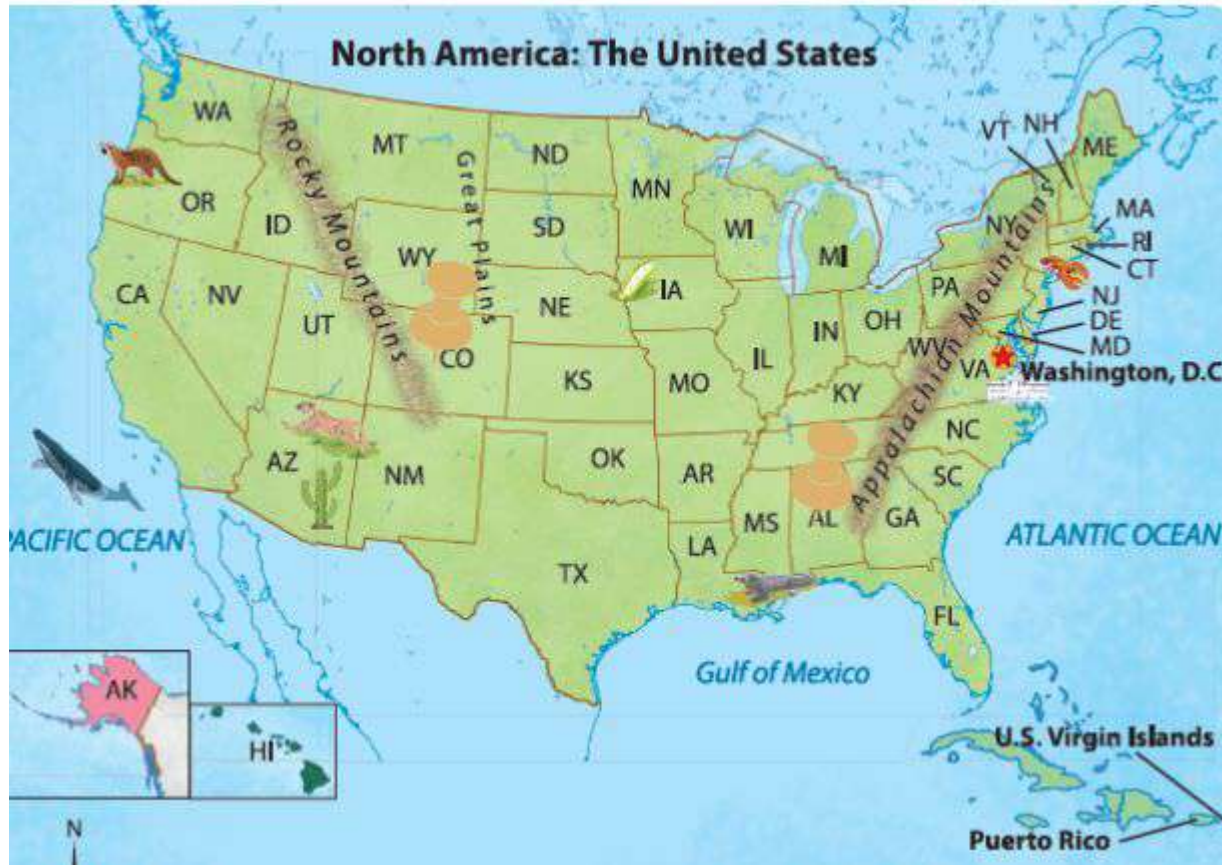 North America: The United States
WA
MT
ND
MN
VT
NH
ME
OR
ID
Rocky Mountains
WY
Great Plains
SD
WI
MI
NY
MA
RI
CT
CA
NV
UT
CO
NE
IA
IL
IN
OH
PA
WV
NJ
DE
MD
VA
Washington, D.C
KS
MO
KY
Appalachian Mountains
NC
SC
AZ
NM
OK
AR
MS
AL
GA
TX
LA
FL
PACIFIC OCEAN
ATLANTIC OCEAN
Gulf of Mexico
AK
HI
U.S. Virgin Islands
Puerto Rico
N